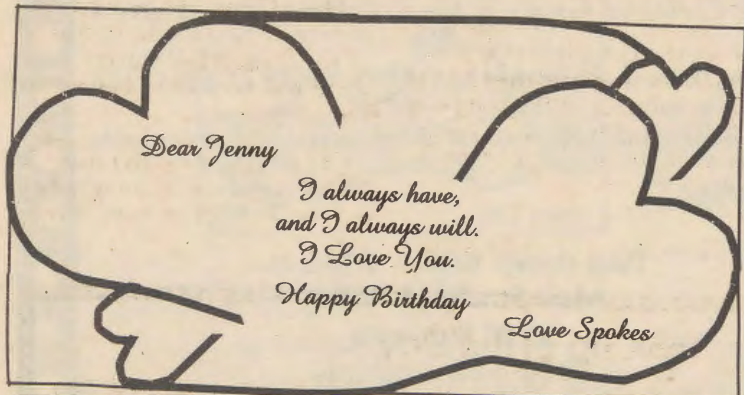 Dear Jenny
I always have,
and I always will.
I Love You.
Happy Birthday
Love Spokes